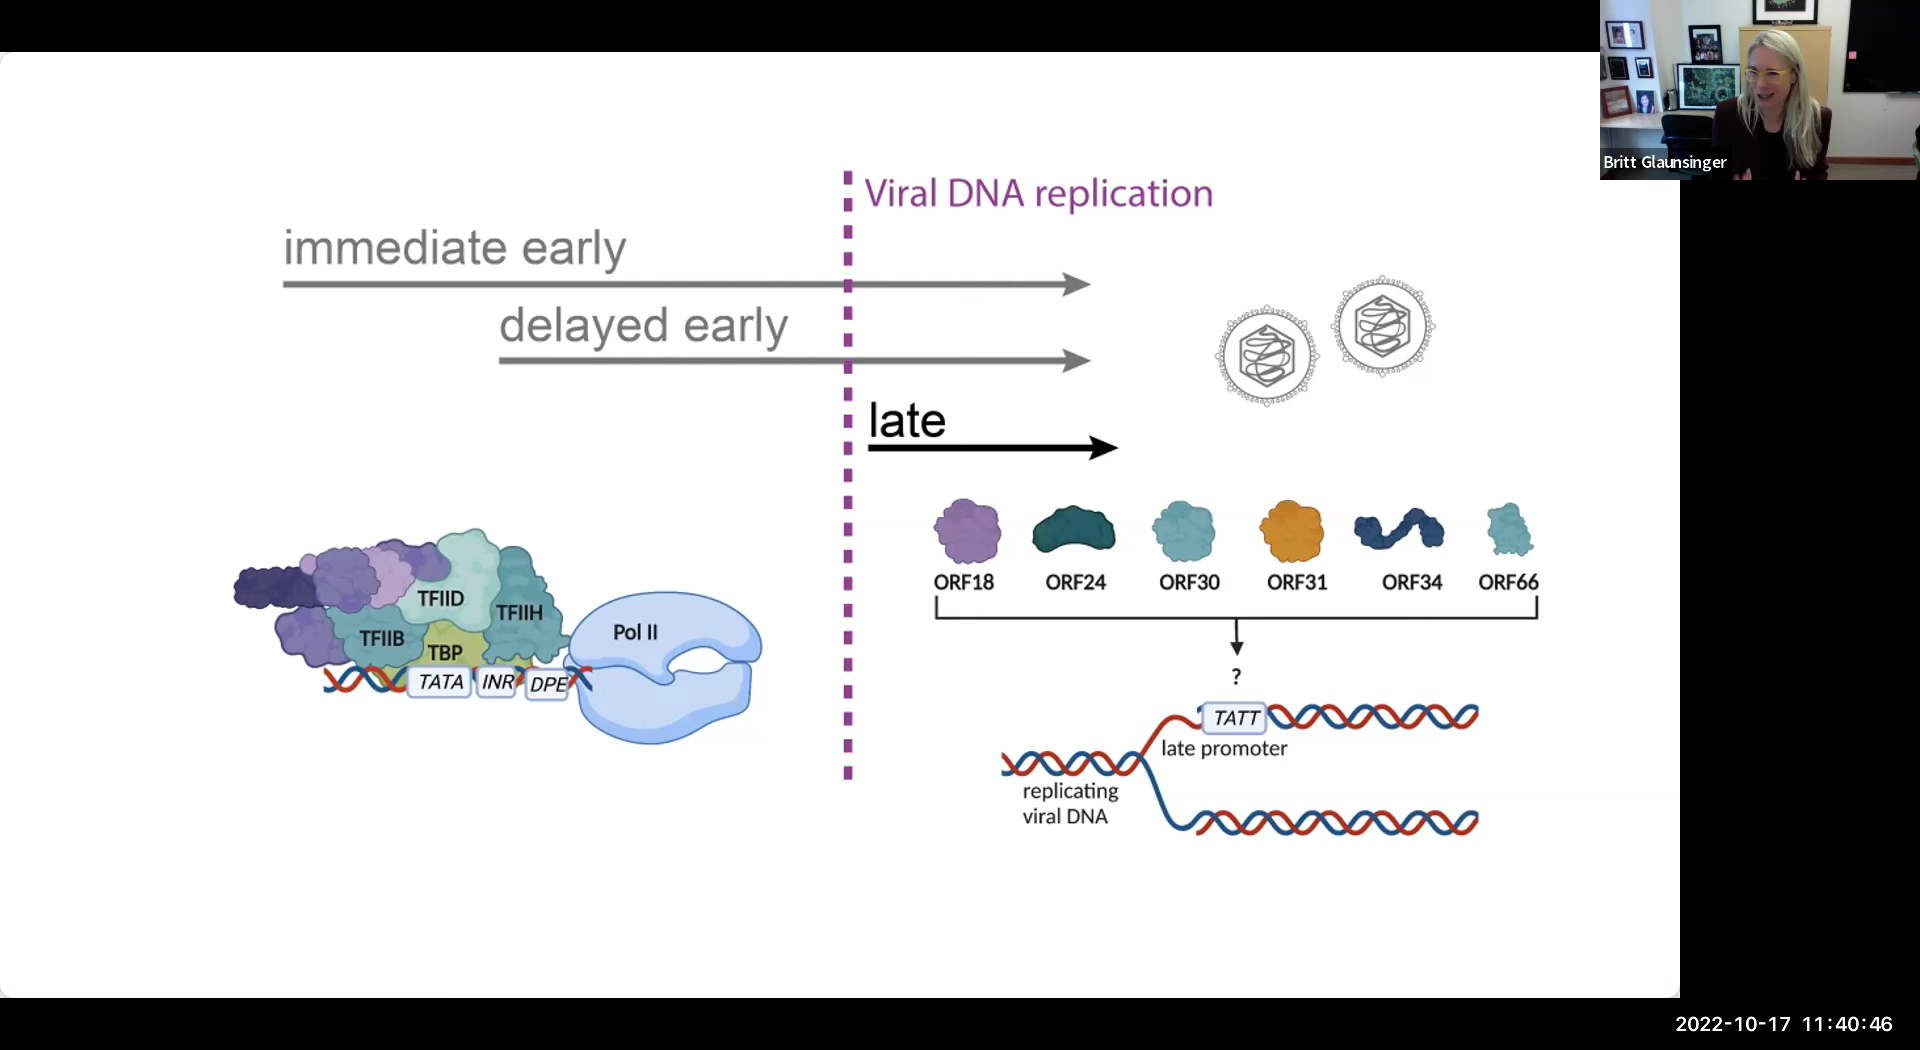 Britt Glaunsinger
Viral DNA replication
immediate early
delayed early
late
TFIID
TFIIH
TFIIB
TBP
Pol II
TATA
INR
DPE
ORF18
ORF24
ORF30
ORF31
ORF34
ORF66
?
TATT
late promoter
replicating
viral DNA
2022-10-17 11:40:46